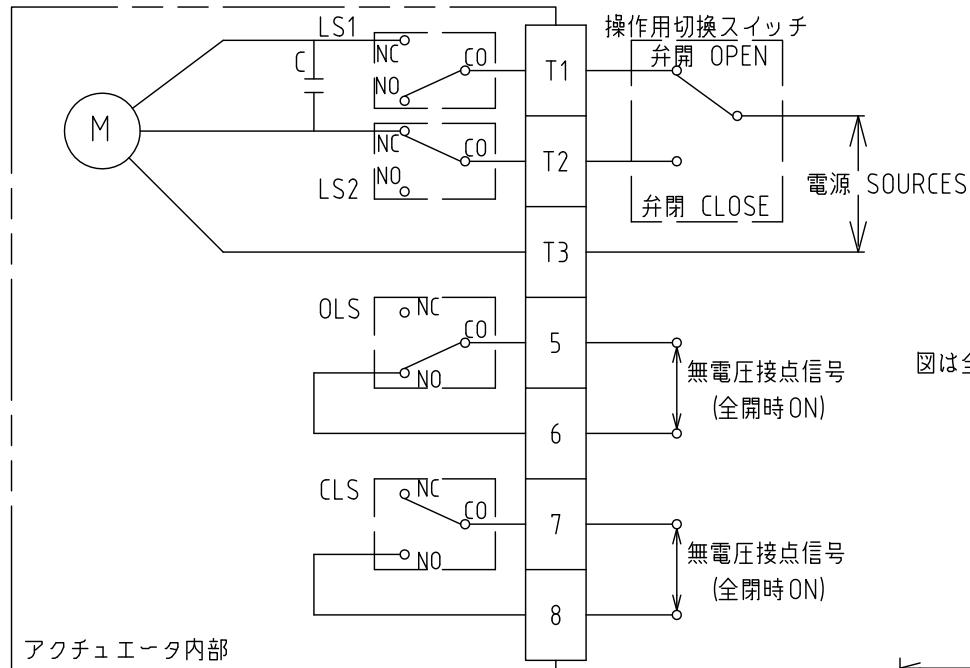 操作用切換スイッチ
弁開 OPEN
LS1
C
NC
CO
NO
T1
M
NC
CO
NO
LS2
T2
弁閉 CLOSE
電源 SOURCES
T3
OLS
NC
CO
NO
5
無電圧接点信号
(全開時ON)
図は全
6
CLS
NC
CO
NO
7
無電圧接点信号
(全閉時ON)
8
アクチュエータ内部